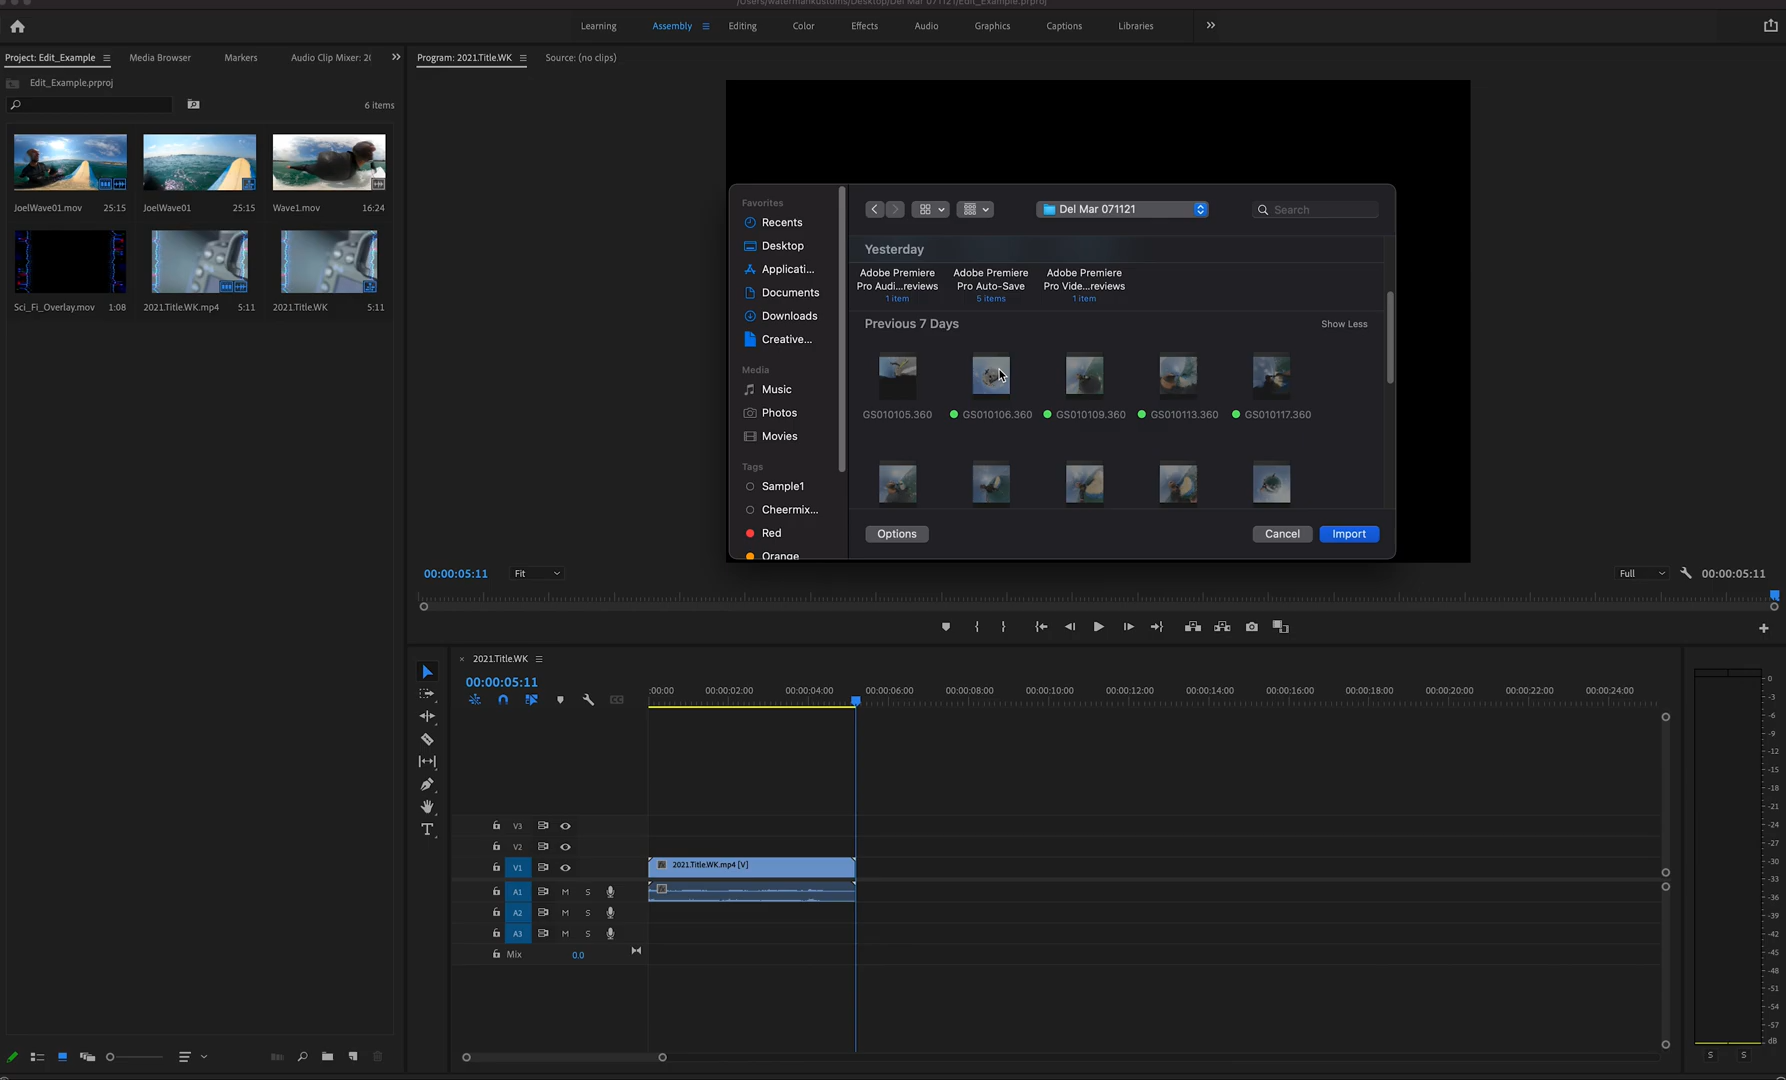 /Users/watermankustoms/Desktop/Del Mar 071121/Edit_Example.prproj
Learning
Assembly
Editing
Color
Effects
Audio
Graphics
Captions
Libraries
Project: Edit_Example
Media Browser
Markers
Audio Clip Mixer: 20
Program: 2021.Title.WK
Source: (no clips)
Edit_Example.prproj
6 items
JoelWave01.mov 25:15
JoelWave01 25:15
Wave1.mov 16:24
Sci_Fi_Overlay.mov 1:08
2021.Title.WK.mp4 5:11
2021.Title.WK 5:11
Favorites
Recents
Desktop
Applicati...
Documents
Downloads
Creative...
Media
Music
Photos
Movies
Tags
Sample1
Cheermix...
Red
Orange
Del Mar 071121
Search
Yesterday
Adobe Premiere
Pro Audi...reviews
1 item
Adobe Premiere
Pro Auto-Save
5 items
Adobe Premiere
Pro Vide...reviews
1 item
Previous 7 Days
Show Less
GS010105.360
GS010106.360
GS010109.360
GS010113.360
GS010117.360
Options
Cancel
Import
00:00:05:11
Fit
Full
00:00:05:11
2021.Title.WK
00:00:05:11
:00:00
00:00:02:00
00:00:04:00
00:00:06:00
00:00:08:00
00:00:10:00
00:00:12:00
00:00:14:00
00:00:16:00
00:00:18:00
00:00:20:00
00:00:22:00
00:00:24:00
V3
V2
V1
2021.Title.WK.mp4 [V]
A1 M S
A2 M S
A3 M S
Mix 0.0
0
-3
-6
-9
-12
-15
-18
-21
-24
-27
-30
-33
-36
-39
-42
-45
-48
-51
-54
-57
dB
S S